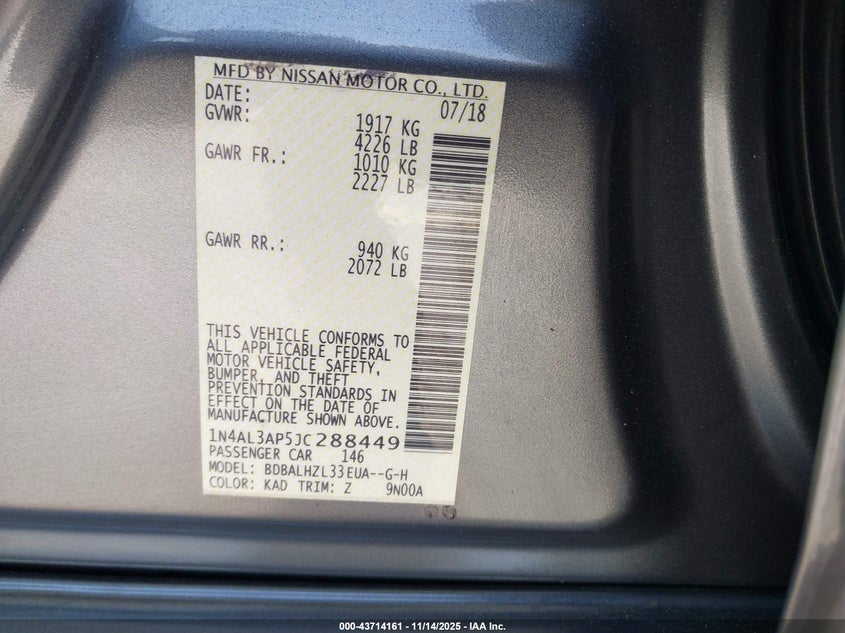 MFD BY NISSAN MOTOR CO., LTD.
DATE: 07/18
GVWR: 1917 KG
4226 LB
GAWR FR.: 1010 KG
2227 LB
GAWR RR.: 940 KG
2072 LB
THIS VEHICLE CONFORMS TO
ALL APPLICABLE FEDERAL
MOTOR VEHICLE SAFETY,
BUMPER, AND THEFT
PREVENTION STANDARDS IN
EFFECT ON THE DATE OF
MANUFACTURE SHOWN ABOVE.
1N4AL3AP5JC288449
PASSENGER CAR 146
MODEL: BDBALHZL33EUA--G-H
COLOR: KAD TRIM: Z 9N00A
000-43714161 - 11/14/2025 - IAA Inc.